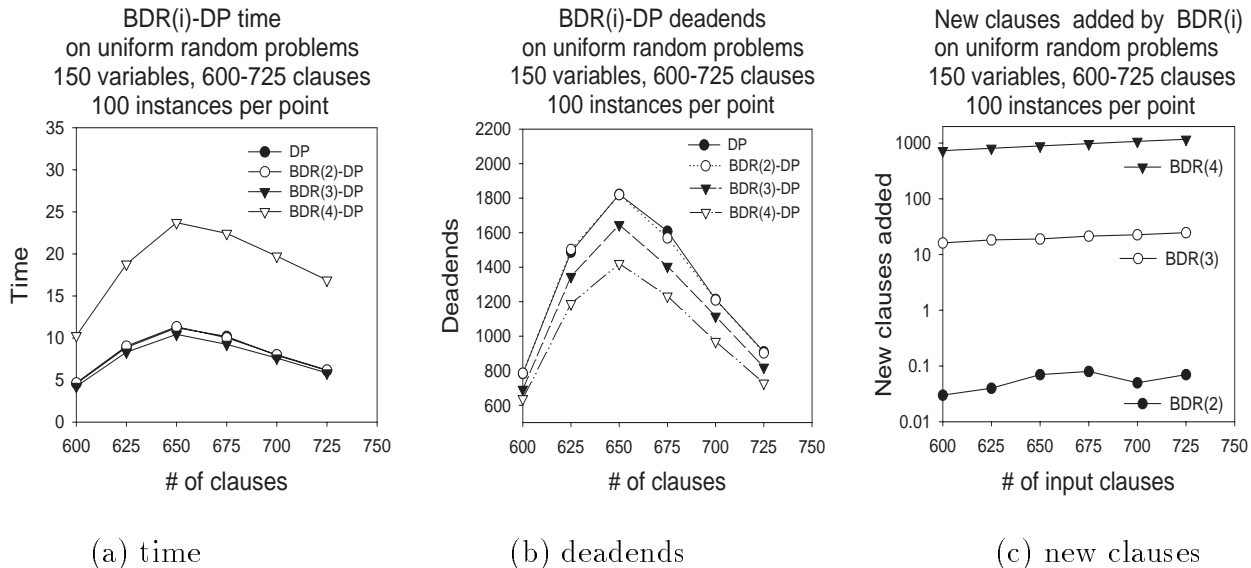 BDR(i)-DP time
on uniform random problems
150 variables, 600-725 clauses
100 instances per point
35
30
25
20
15
10
5
0
Time
600 625 650 675 700 725 750
# of clauses
DP
BDR(2)-DP
BDR(3)-DP
BDR(4)-DP
(a) time
BDR(i)-DP deadends
on uniform random problems
150 variables, 600-725 clauses
100 instances per point
2200
2000
1800
1600
1400
1200
1000
800
600
Deadends
600 625 650 675 700 725 750
# of clauses
DP
BDR(2)-DP
BDR(3)-DP
BDR(4)-DP
(b) deadends
New clauses added by BDR(i
on uniform random problems
150 variables, 600-725 clauses
100 instances per point
1000
100
10
1
0.1
0.01
New clauses added
600 625 650 675 700 725 750
# of input clauses
BDR(4)
BDR(3)
BDR(2)
(c) new clauses